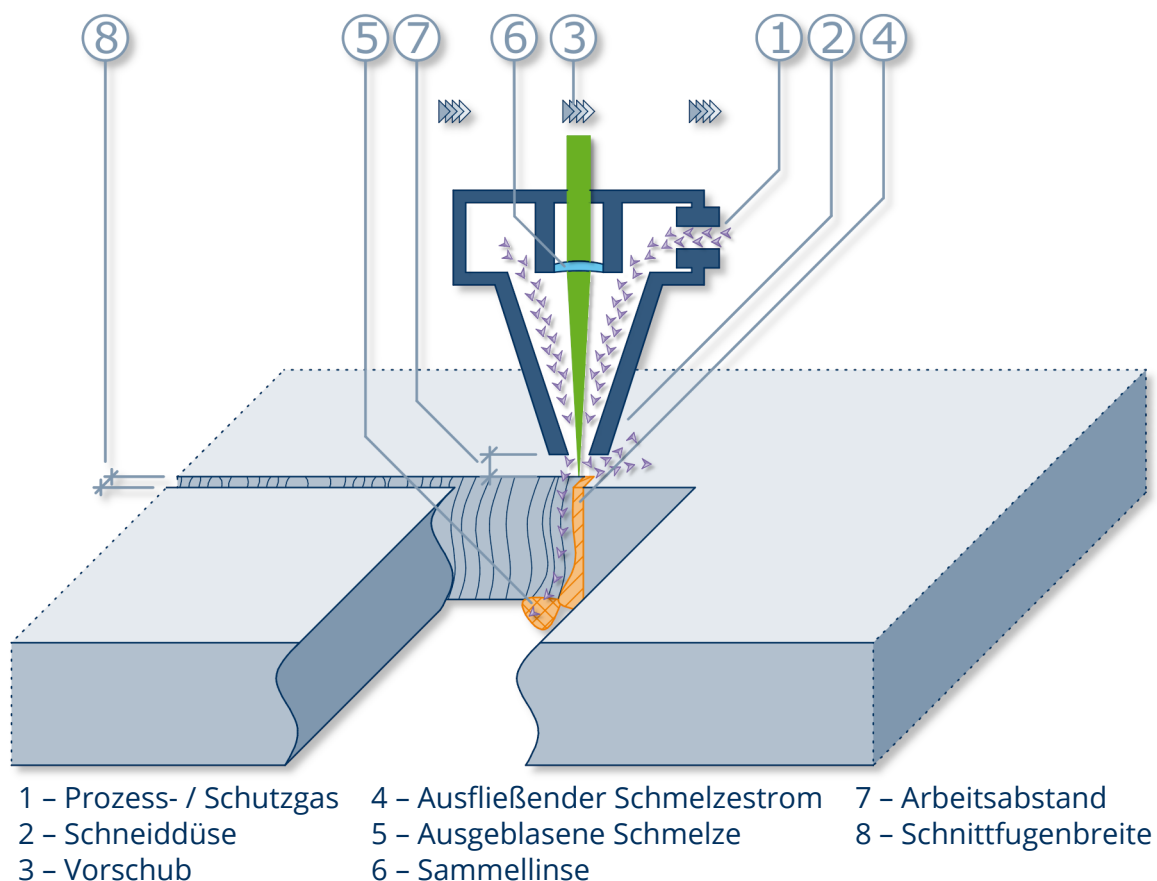 8 5 7 6 3 1 2 4
1 – Prozess- / Schutzgas
2 – Schneiddüse
3 – Vorschub
4 – Ausfließender Schmelzestrom
5 – Ausgeblasene Schmelze
6 – Sammellinse
7 – Arbeitsabstand
8 – Schnittfugenbreite